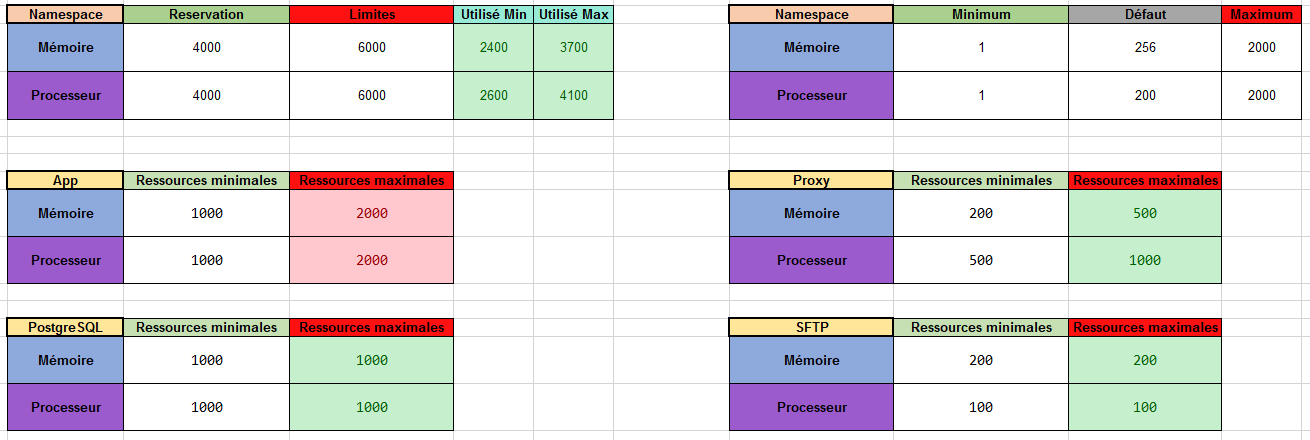 Namespace Reservation Limites Utilisé Min Utilisé Max Namespace Minimum Défaut Maximum
Mémoire 4000 6000 2400 3700 Mémoire 1 256 2000
Processeur 4000 6000 2600 4100 Processeur 1 200 2000
App Ressources minimales Ressources maximales Proxy Ressources minimales Ressources maximales
Mémoire 1000 2000 Mémoire 200 500
Processeur 1000 2000 Processeur 500 1000
PostgreSQL Ressources minimales Ressources maximales SFTP Ressources minimales Ressources maximales
Mémoire 1000 1000 Mémoire 200 200
Processeur 1000 1000 Processeur 100 100